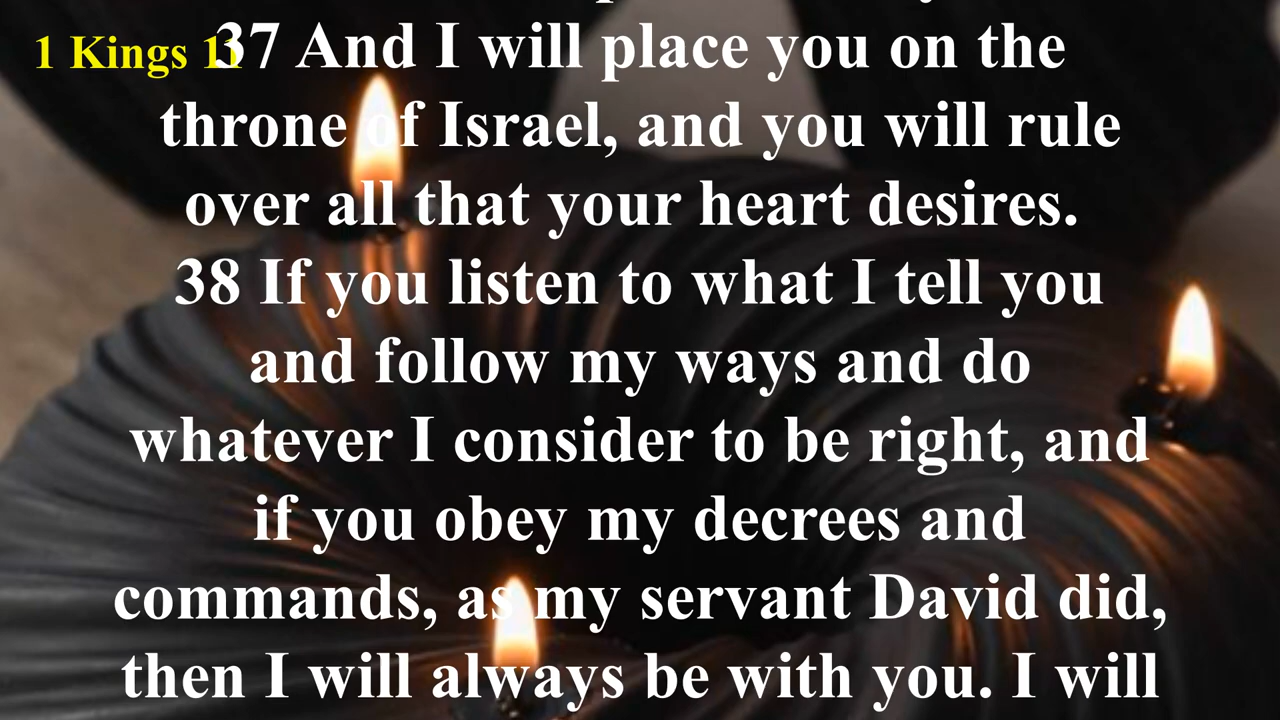 1 Kings 11
37 And I will place you on the
throne of Israel, and you will rule
over all that your heart desires.
38 If you listen to what I tell you
and follow my ways and do
whatever I consider to be right, and
if you obey my decrees and
commands, as my servant David did,
then I will always be with you. I will